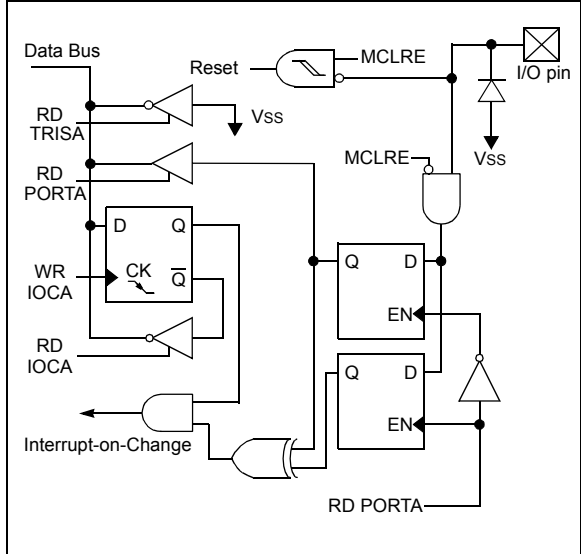 Data Bus
MCLRE
Reset
I/O pin
RD
TRISA
VSS
VSS
MCLRE
RD
PORTA
D
Q
WR
IOCA
CK
Q
Q
D
EN
RD
IOCA
Q
D
EN
Interrupt-on-Change
RD PORTA